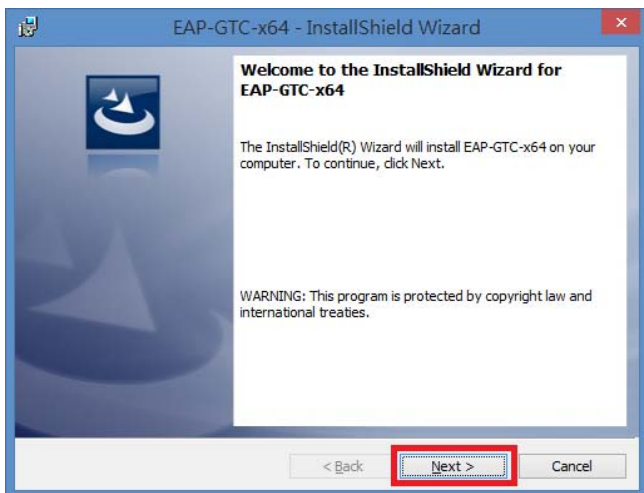 EAP-GTC-x64 - InstallShield Wizard
Welcome to the InstallShield Wizard for
EAP-GTC-x64
The InstallShield(R) Wizard will install EAP-GTC-x64 on your
computer. To continue, click Next.
WARNING: This program is protected by copyright law and
international treaties.
< Back Next > Cancel